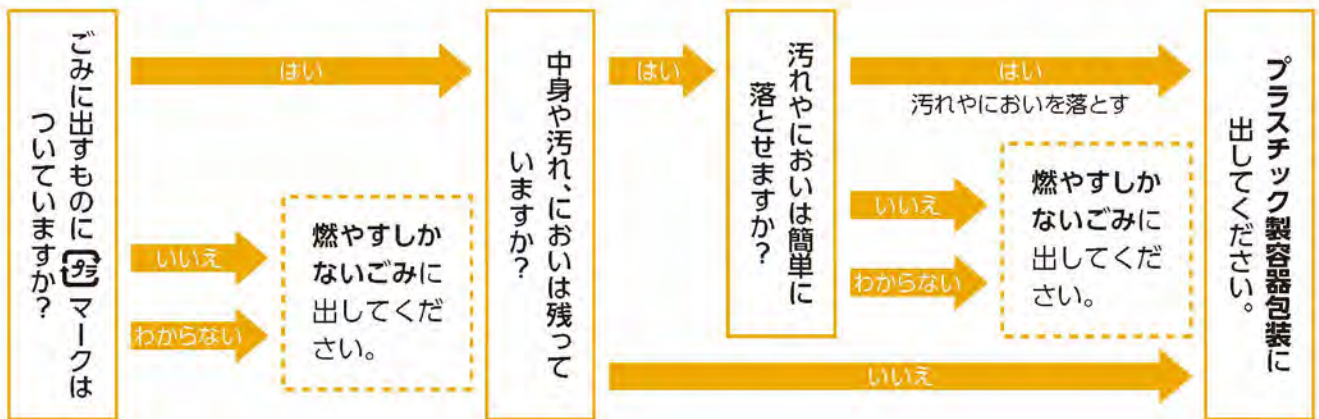 ごみに出すものに プラ マークは
ついていますか？
はい
いいえ
わからない
燃やすしか
ないごみに
出してくだ
さい。
中身や汚れ、においは残って
いますか？
はい
いいえ
汚れやにおいは簡単に
落とせますか？
はい
汚れやにおいを落とす
いいえ
わからない
燃やすしか
ないごみに
出してくだ
さい。
プラスチック製容器包装に
出してください。